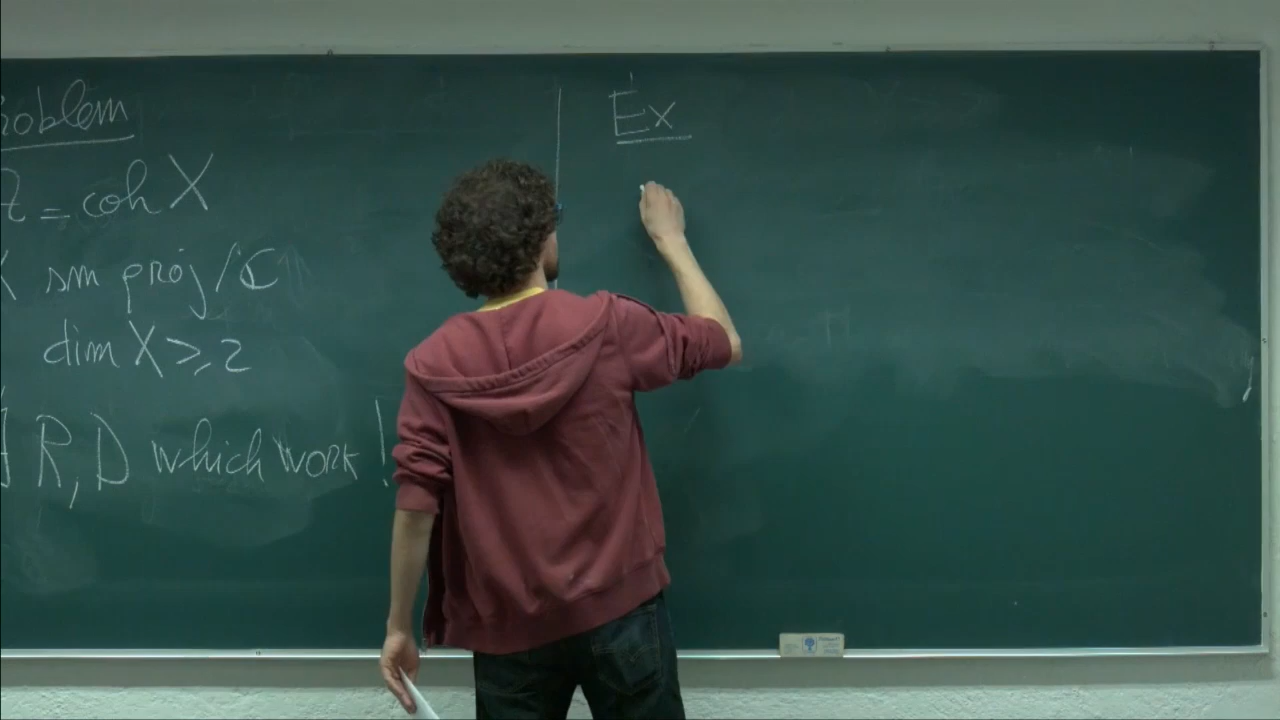 roblem
= coh X
sm proj/ℂ
dim X ⩾ 2
∄ R, D which work!
Ex